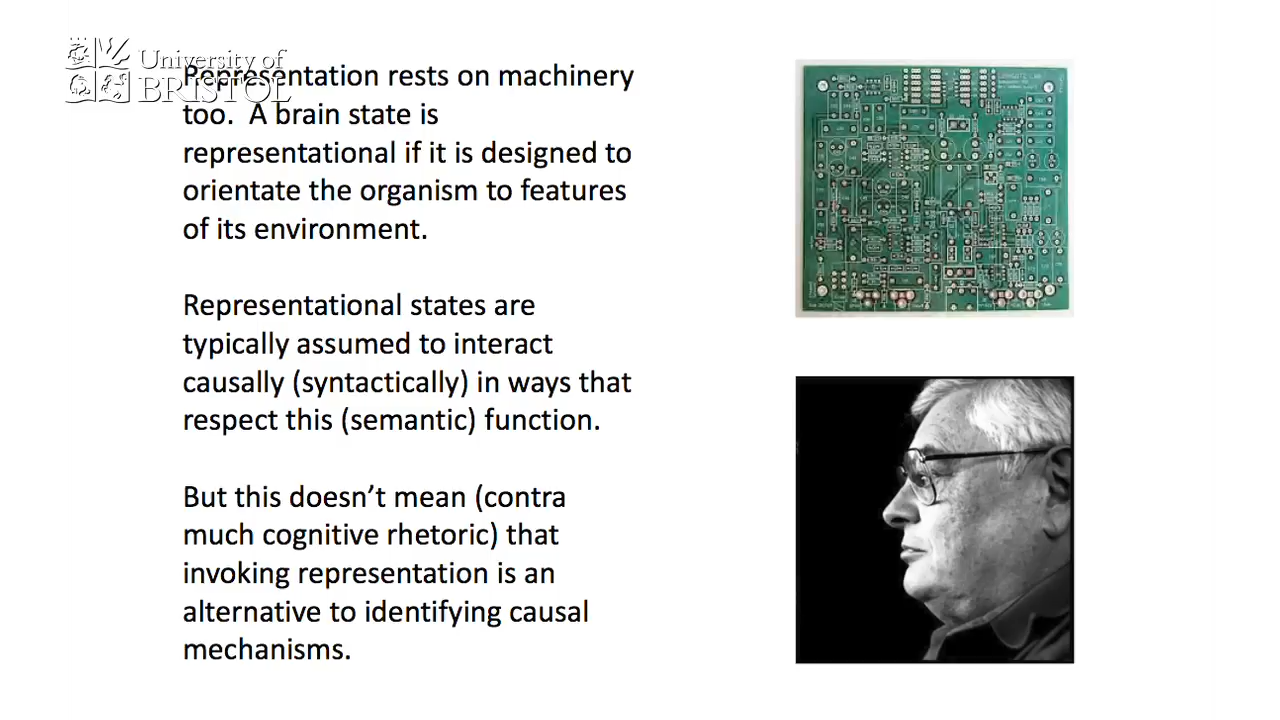 University of
BRISTOL
Representation rests on machinery
too. A brain state is
representational if it is designed to
orientate the organism to features
of its environment.
Representational states are
typically assumed to interact
causally (syntactically) in ways that
respect this (semantic) function.
But this doesn’t mean (contra
much cognitive rhetoric) that
invoking representation is an
alternative to identifying causal
mechanisms.